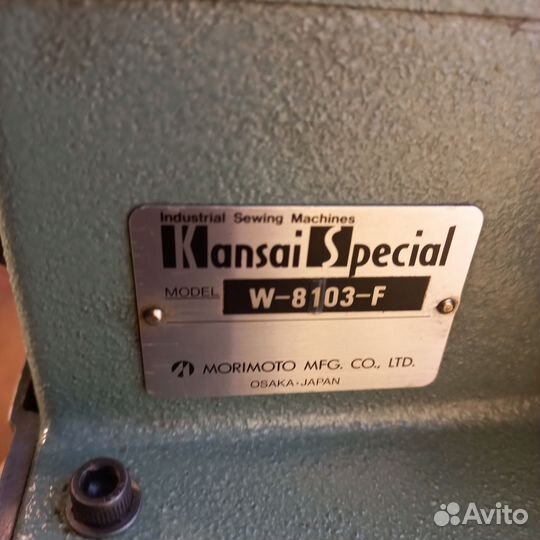 Industrial Sewing Machines
Kansai Special
MODEL W-8103-F
MORIMOTO MFG. CO., LTD.
OSAKA-JAPAN
Avito